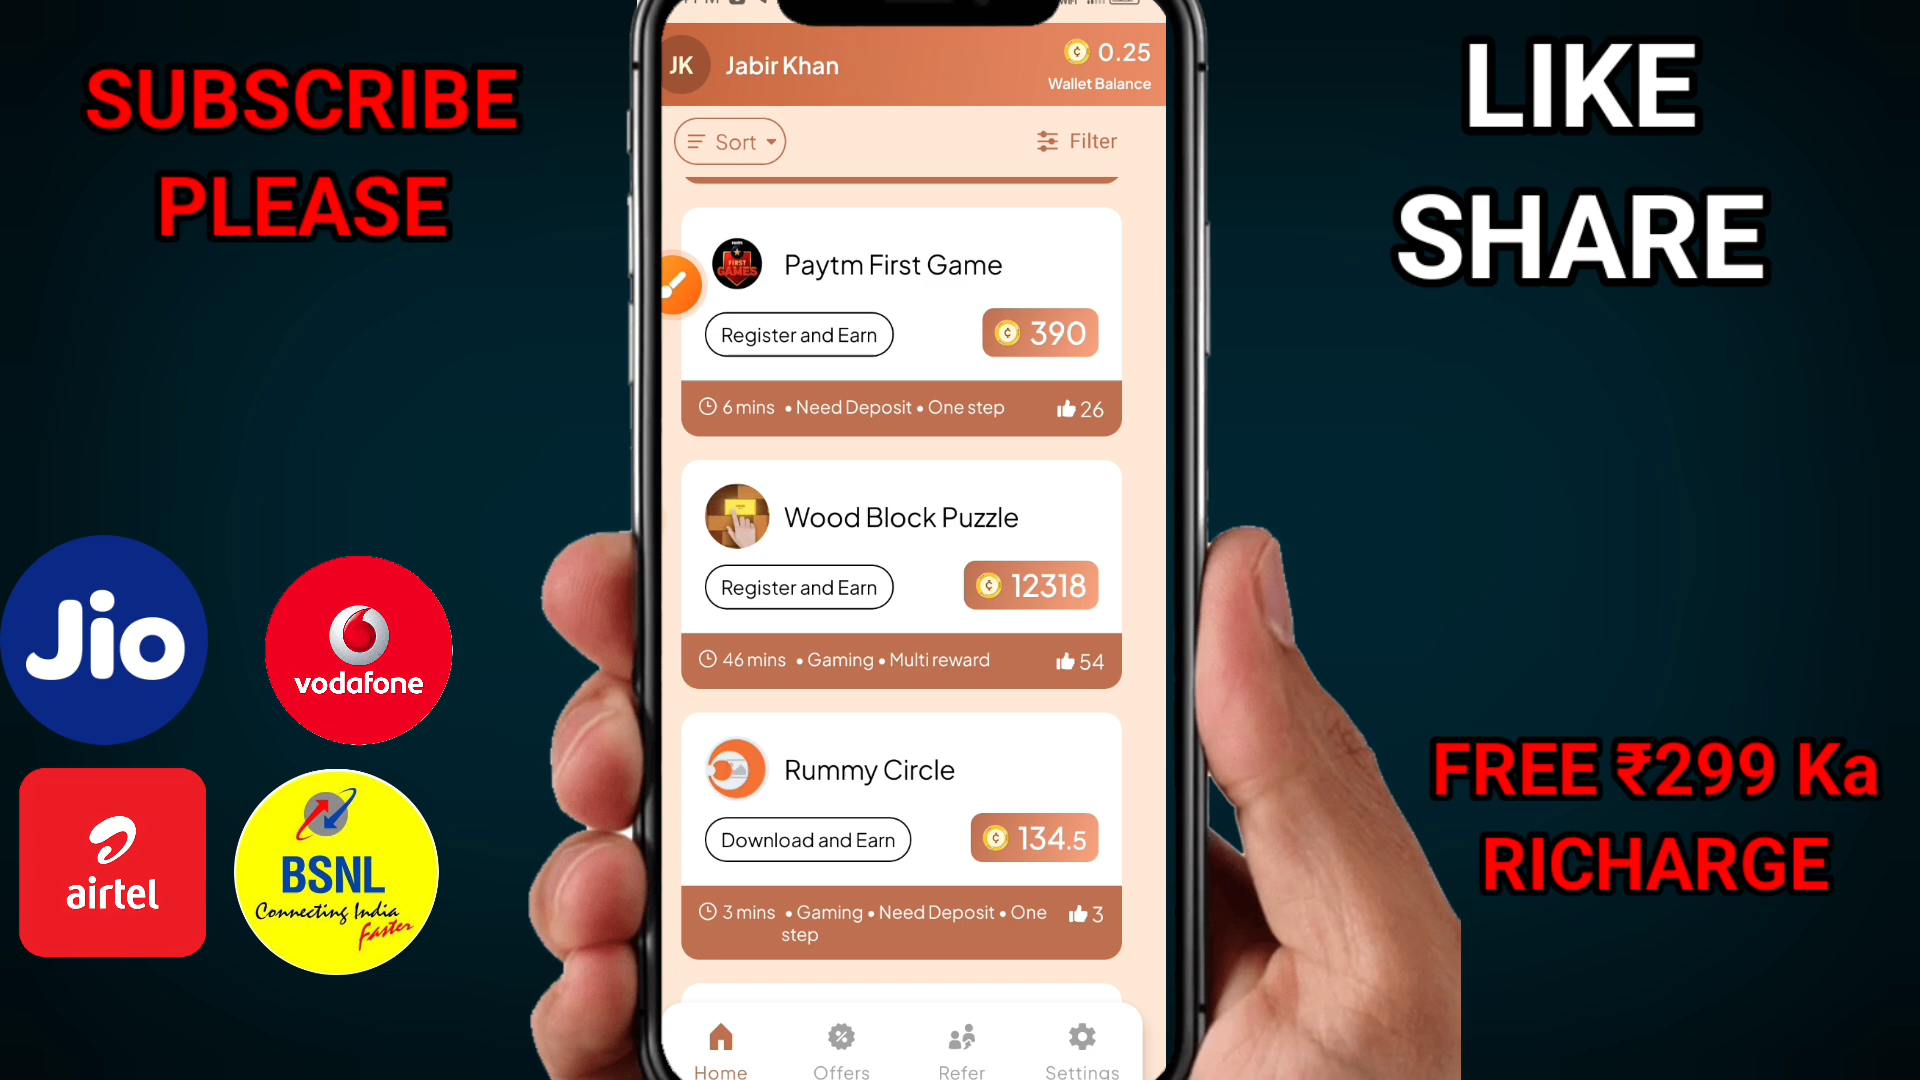 SUBSCRIBE
PLEASE
LIKE
SHARE
JK
Jabir Khan
0.25
Wallet Balance
Sort
Filter
FIRST
GAMES
Paytm First Game
Register and Earn
390
6 mins • Need Deposit • One step
26
Wood Block Puzzle
Register and Earn
12318
46 mins • Gaming • Multi reward
54
Rummy Circle
Download and Earn
134.5
3 mins • Gaming • Need Deposit • One
step
3
Home
Offers
Refer
Settings
Jio
vodafone
airtel
BSNL
Connecting India
Faster
FREE ₹299 Ka
RICHARGE